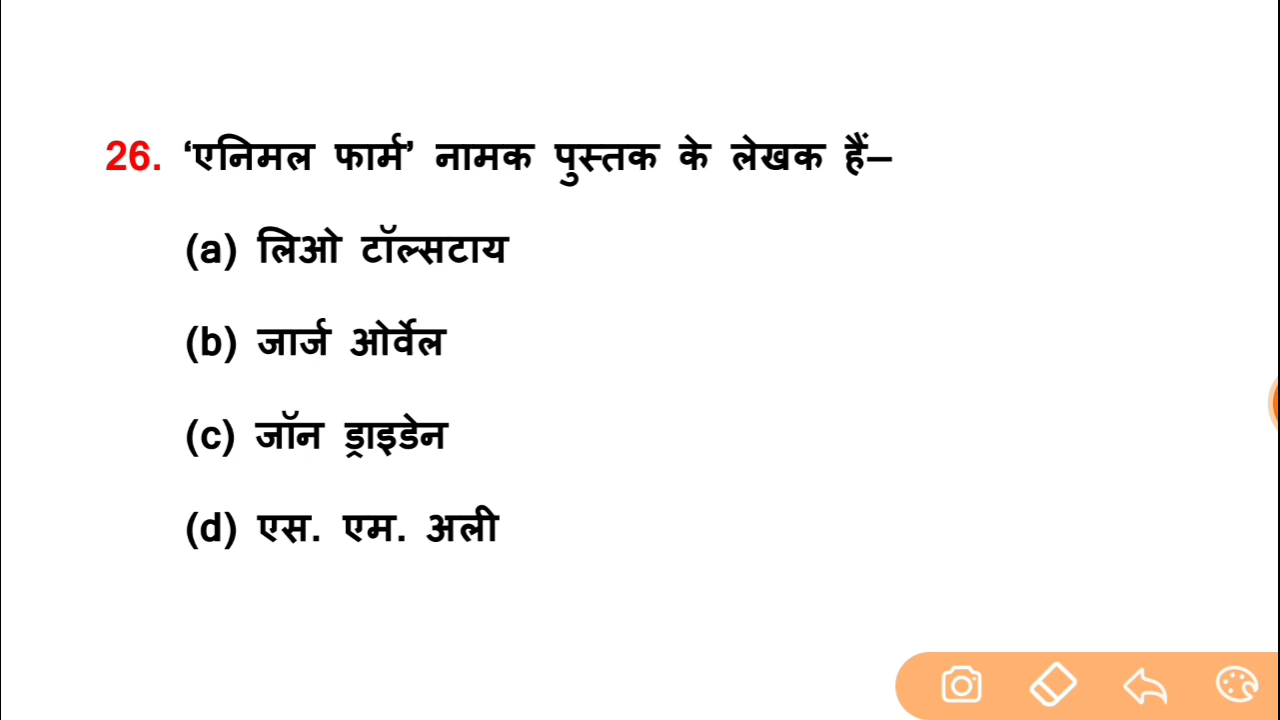 26. ‘एनिमल फार्म’ नामक पुस्तक के लेखक हैं–
(a) लिओ टॉल्सटाय
(b) जार्ज ओर्वेल
(c) जॉन ड्राइडेन
(d) एस. एम. अली